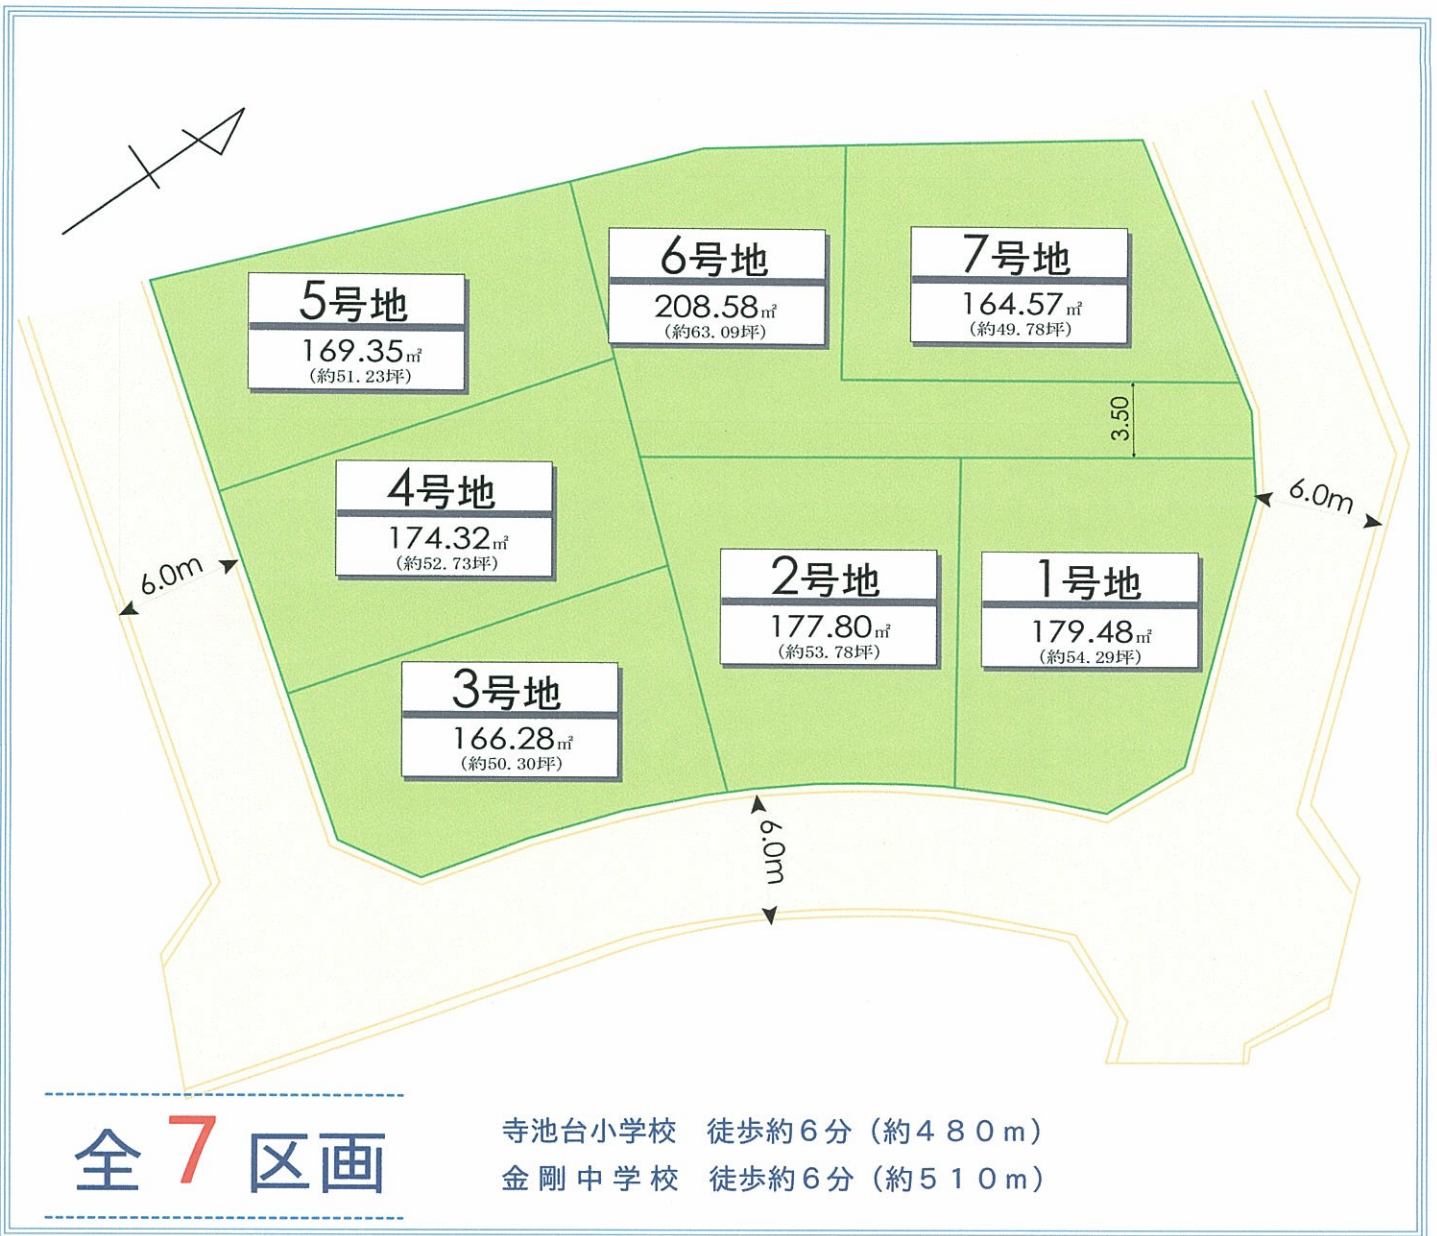 5号地
169.35㎡
(約51.23坪)
6号地
208.58㎡
(約63.09坪)
7号地
164.57㎡
(約49.78坪)
3.50
4号地
174.32㎡
(約52.73坪)
6.0m
6.0m
2号地
177.80㎡
(約53.78坪)
1号地
179.48㎡
(約54.29坪)
3号地
166.28㎡
(約50.30坪)
6.0m
全7区画
寺池台小学校 徒歩約6分(約480m)
金剛中学校 徒歩約6分(約510m)